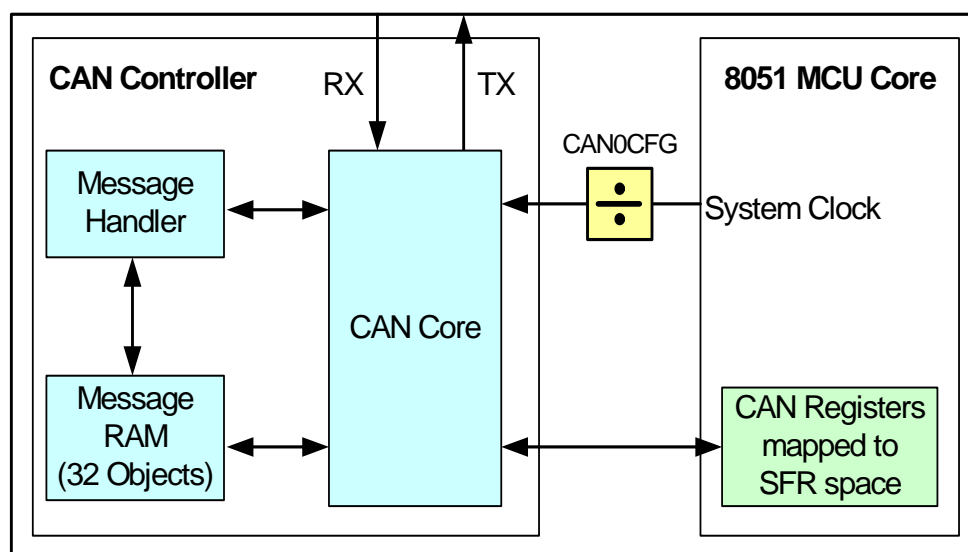 CAN Controller
RX
TX
8051 MCU Core
CAN0CFG
Message
Handler
System Clock
CAN Core
Message
RAM
(32 Objects)
CAN Registers
mapped to
SFR space